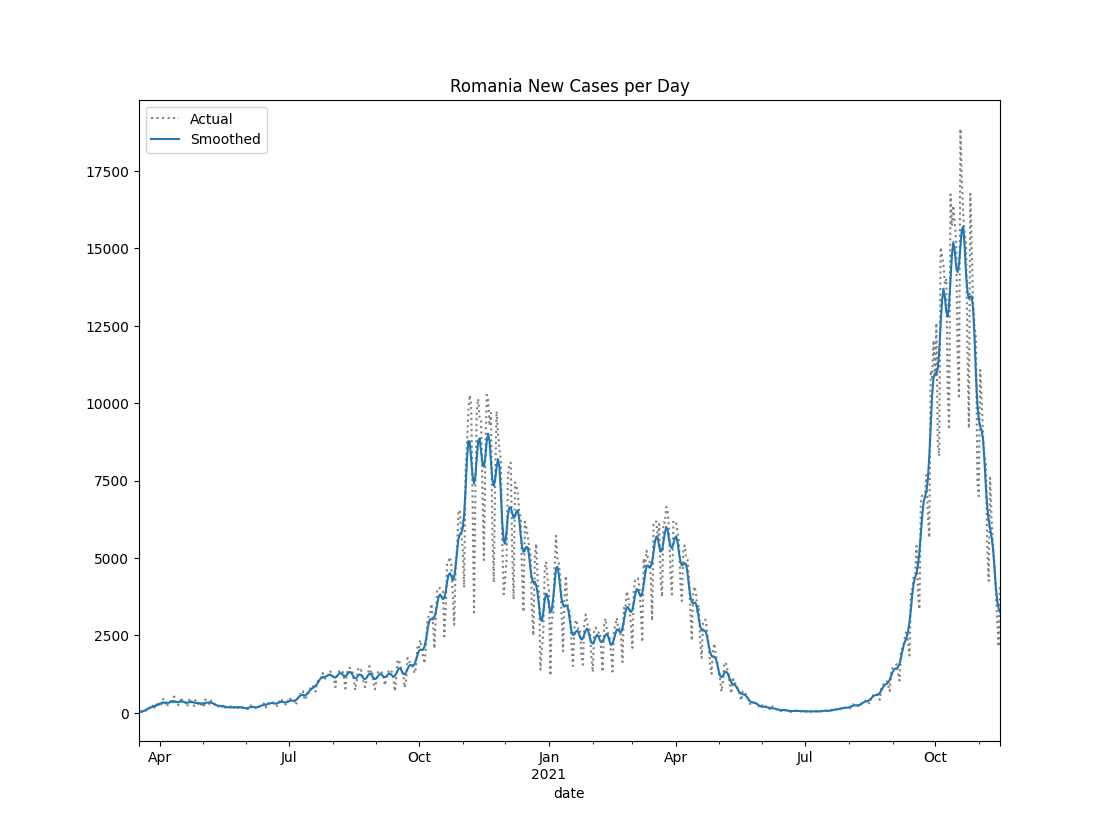 Romania New Cases per Day
Actual
Smoothed
17500
15000
12500
10000
7500
5000
2500
0
Apr Jul Oct Jan Apr Jul Oct
2021
date